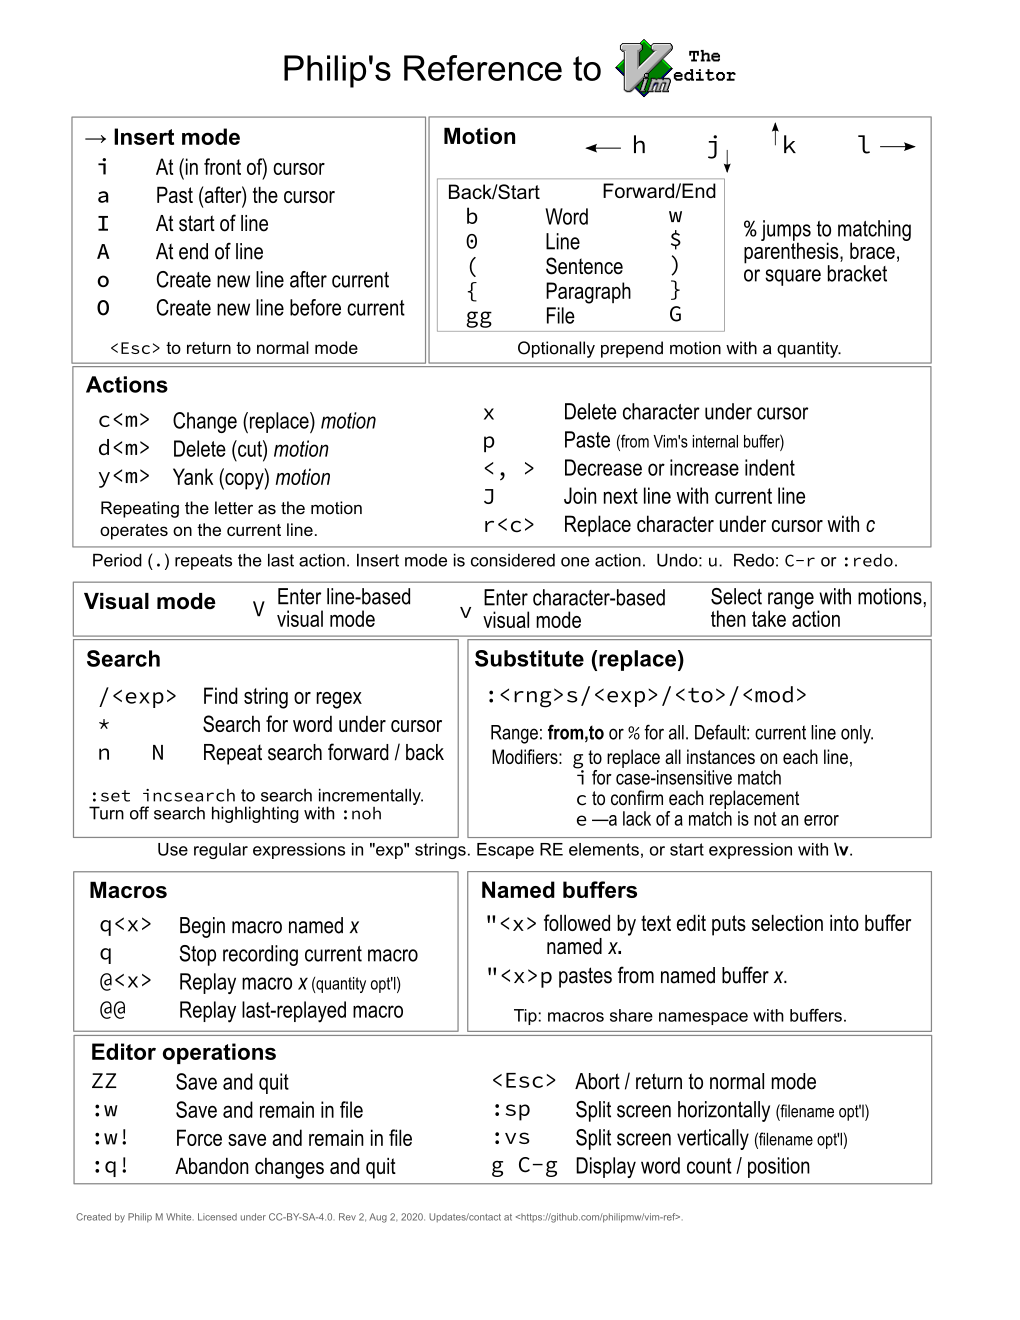 Philip's Reference to Vim The editor
→ Insert mode
i At (in front of) cursor
a Past (after) the cursor
I At start of line
A At end of line
o Create new line after current
O Create new line before current
<Esc> to return to normal mode
Motion ← h j ↓ ↑ k l →
Back/Start Forward/End
b Word w
0 Line $
( Sentence )
{ Paragraph }
gg File G
% jumps to matching
parenthesis, brace,
or square bracket
Optionally prepend motion with a quantity.
Actions
c<m> Change (replace) motion
d<m> Delete (cut) motion
y<m> Yank (copy) motion
Repeating the letter as the motion
operates on the current line.
x Delete character under cursor
p Paste (from Vim's internal buffer)
<, > Decrease or increase indent
J Join next line with current line
r<c> Replace character under cursor with c
Period (.) repeats the last action. Insert mode is considered one action. Undo: u. Redo: C-r or :redo.
Visual mode
V Enter line-based
visual mode
v Enter character-based
visual mode
Select range with motions,
then take action
Search
/<exp> Find string or regex
* Search for word under cursor
n N Repeat search forward / back
:set incsearch to search incrementally.
Turn off search highlighting with :noh
Substitute (replace)
:<rng>s/<exp>/<to>/<mod>
Range: from,to or % for all. Default: current line only.
Modifiers: g to replace all instances on each line,
i for case-insensitive match
c to confirm each replacement
e —a lack of a match is not an error
Use regular expressions in "exp" strings. Escape RE elements, or start expression with \v.
Macros
q<x> Begin macro named x
q Stop recording current macro
@<x> Replay macro x (quantity opt'l)
@@ Replay last-replayed macro
Named buffers
"<x> followed by text edit puts selection into buffer
named x.
"<x>p pastes from named buffer x.
Tip: macros share namespace with buffers.
Editor operations
ZZ Save and quit
:w Save and remain in file
:w! Force save and remain in file
:q! Abandon changes and quit
<Esc> Abort / return to normal mode
:sp Split screen horizontally (filename opt'l)
:vs Split screen vertically (filename opt'l)
g C-g Display word count / position
Created by Philip M White. Licensed under CC-BY-SA-4.0. Rev 2, Aug 2, 2020. Updates/contact at <https://github.com/philipmw/vim-ref>.